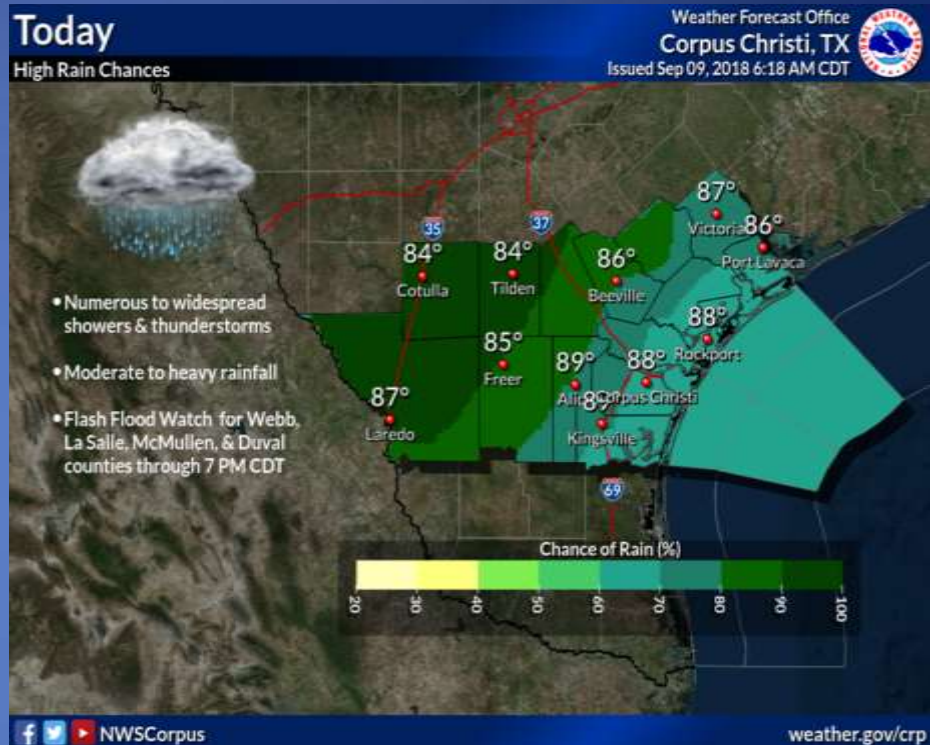 Today
High Rain Chances
Weather Forecast Office
Corpus Christi, TX
Issued Sep 09, 2018 6:18 AM CDT
NATIONAL WEATHER SERVICE
• Numerous to widespread
showers & thunderstorms
• Moderate to heavy rainfall
• Flash Flood Watch for Webb,
La Salle, McMullen, & Duval
counties through 7 PM CDT
35
37
87°
Victoria
86°
Port Lavaca
84°
Cotulla
84°
Tilden
86°
Beeville
88°
Rockport
85°
Freer
89°
88°
Corpus Christi
87°
Laredo
Kingsville
69
Chance of Rain (%)
20 30 40 50 60 70 80 90 100
NWSCorpus
weather.gov/crp